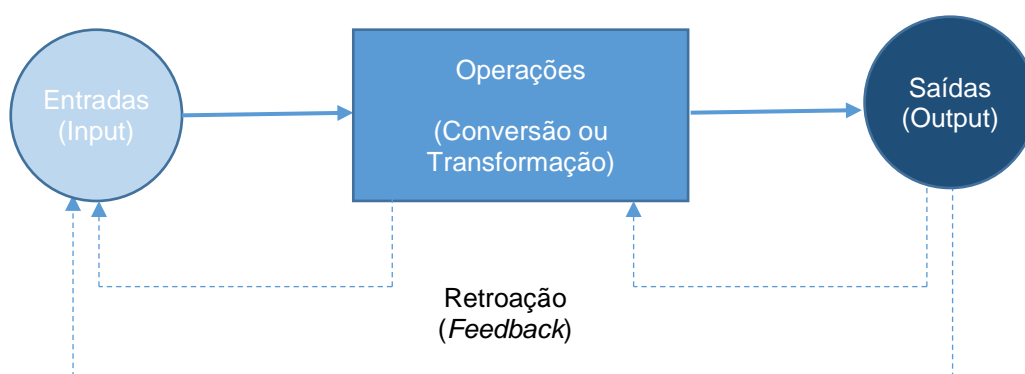 Entradas
(Input)
Operações
(Conversão ou
Transformação)
Saídas
(Output)
Retroação
(Feedback)